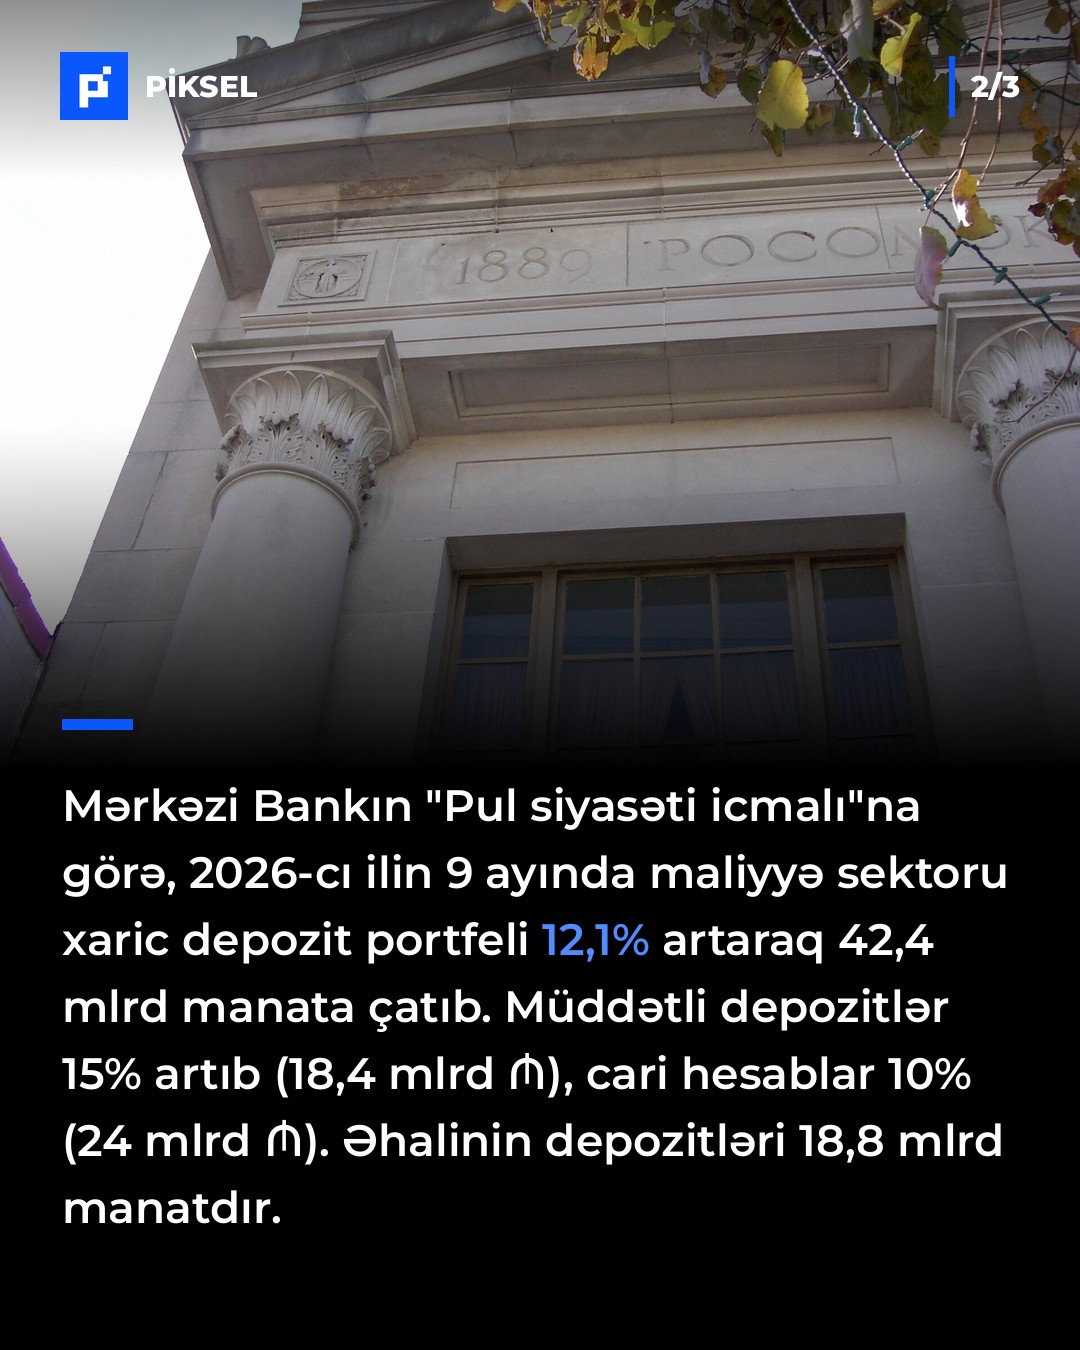 PİKSEL
2/3
1889
Mərkəzi Bankın "Pul siyasəti icmalı"na
görə, 2026-cı ilin 9 ayında maliyyə sektoru
xaric depozit portfeli 12,1% artaraq 42,4
mlrd manata çatıb. Müddətli depozitlər
15% artıb (18,4 mlrd ₼), cari hesablar 10%
(24 mlrd ₼). Əhalinin depozitləri 18,8 mlrd
manatdır.